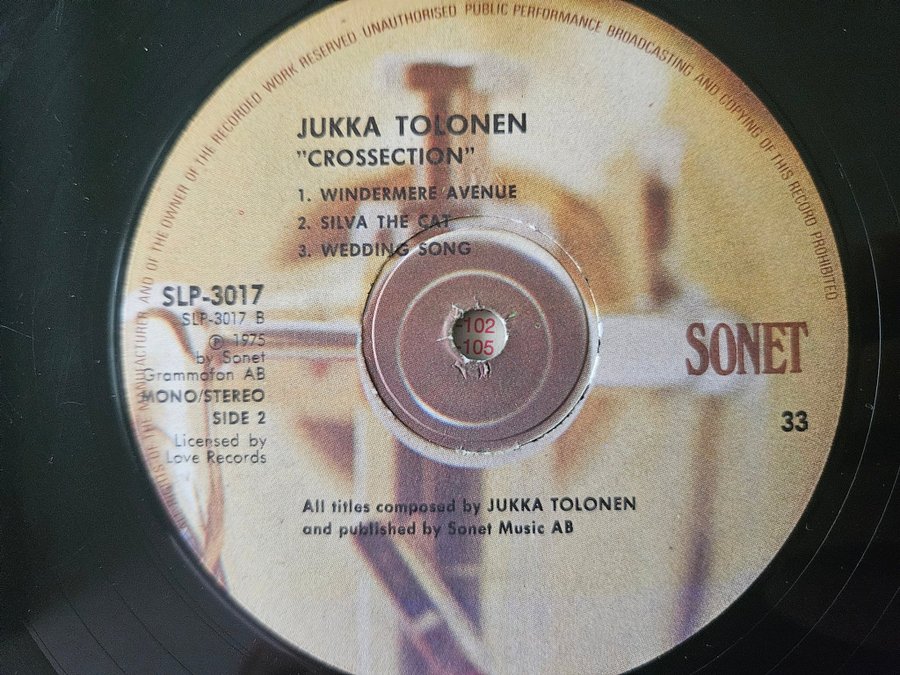 RIGHTS OF THE MANUFACTURER AND OF THE OWNER OF THE RECORDED WORK RESERVED UNAUTHORISED PUBLIC PERFORMANCE BROADCASTING AND COPYING OF THIS RECORD PROHIBITED
JUKKA TOLONEN
"CROSSECTION"
1. WINDERMERE AVENUE
2. SILVA THE CAT
3. WEDDING SONG
SLP-3017
SLP-3017 B
℗ 1975
by Sonet
Grammofon AB
MONO/STEREO
SIDE 2
Licensed by
Love Records
102
105
SONET
33
All titles composed by JUKKA TOLONEN
and published by Sonet Music AB